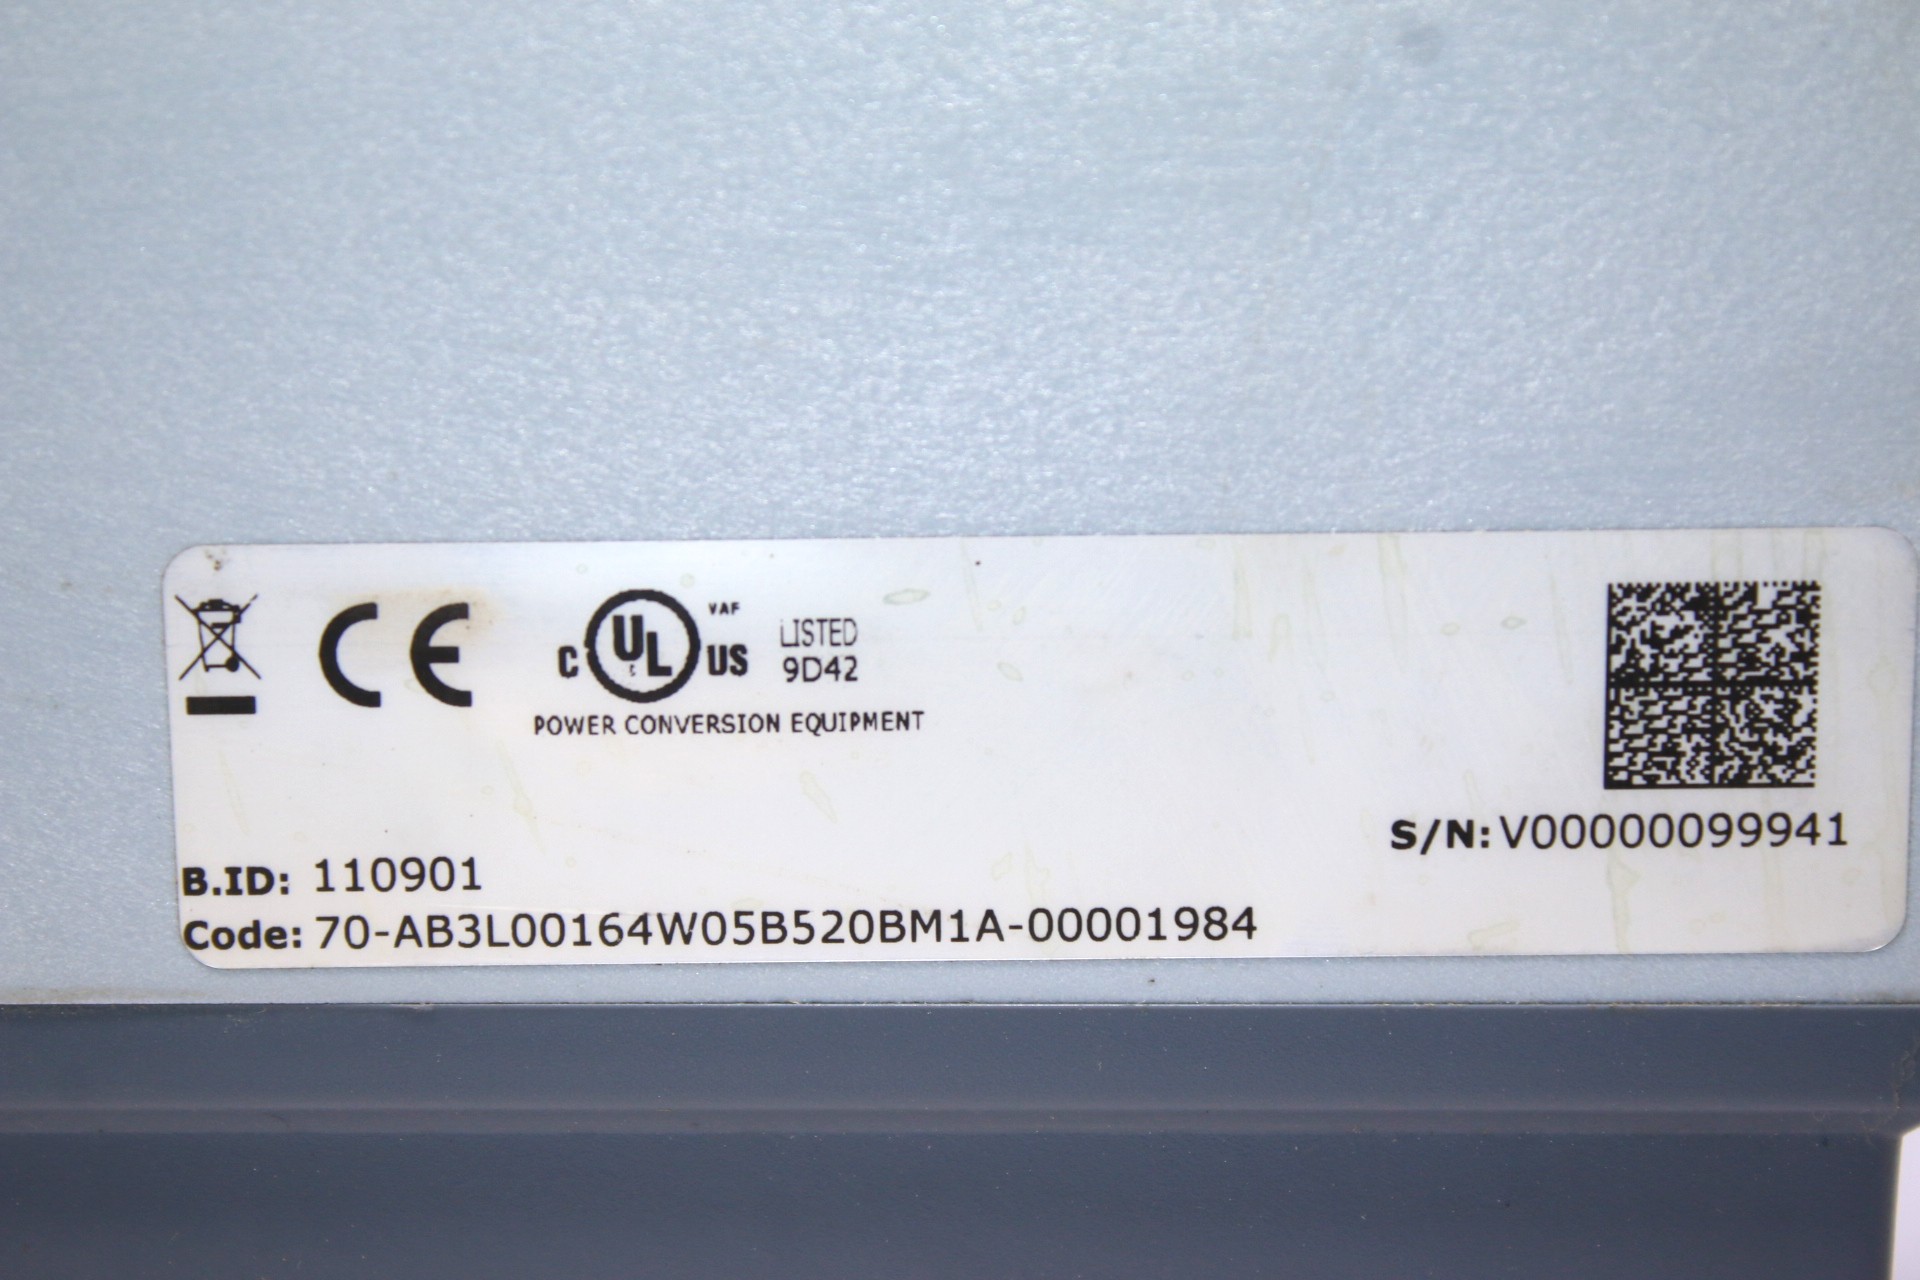 CE
C UL US VAF LISTED
9D42
POWER CONVERSION EQUIPMENT
S/N: V00000099941
B.ID: 110901
Code: 70-AB3L00164W05B520BM1A-00001984